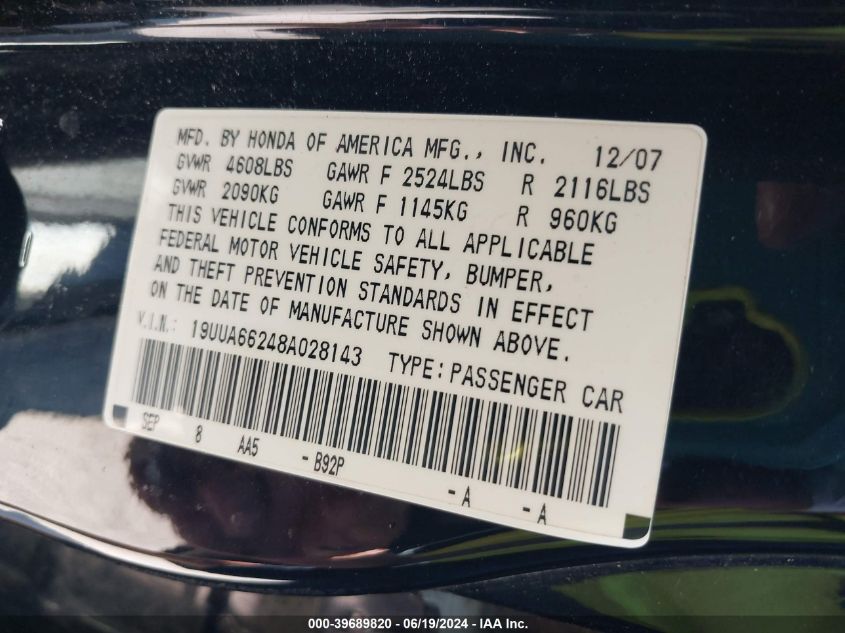 MFD. BY HONDA OF AMERICA MFG., INC. 12/07
GVWR 4608LBS GAWR F 2524LBS R 2116LBS
GVWR 2090KG GAWR F 1145KG R 960KG
THIS VEHICLE CONFORMS TO ALL APPLICABLE
FEDERAL MOTOR VEHICLE SAFETY, BUMPER,
AND THEFT PREVENTION STANDARDS IN EFFECT
ON THE DATE OF MANUFACTURE SHOWN ABOVE.
V.I.N.: 19UUA66248A028143 TYPE: PASSENGER CAR
SEP 8 AA5 - B92P - A - A
000-39689820 / 06/19/2024 - IAA Inc.